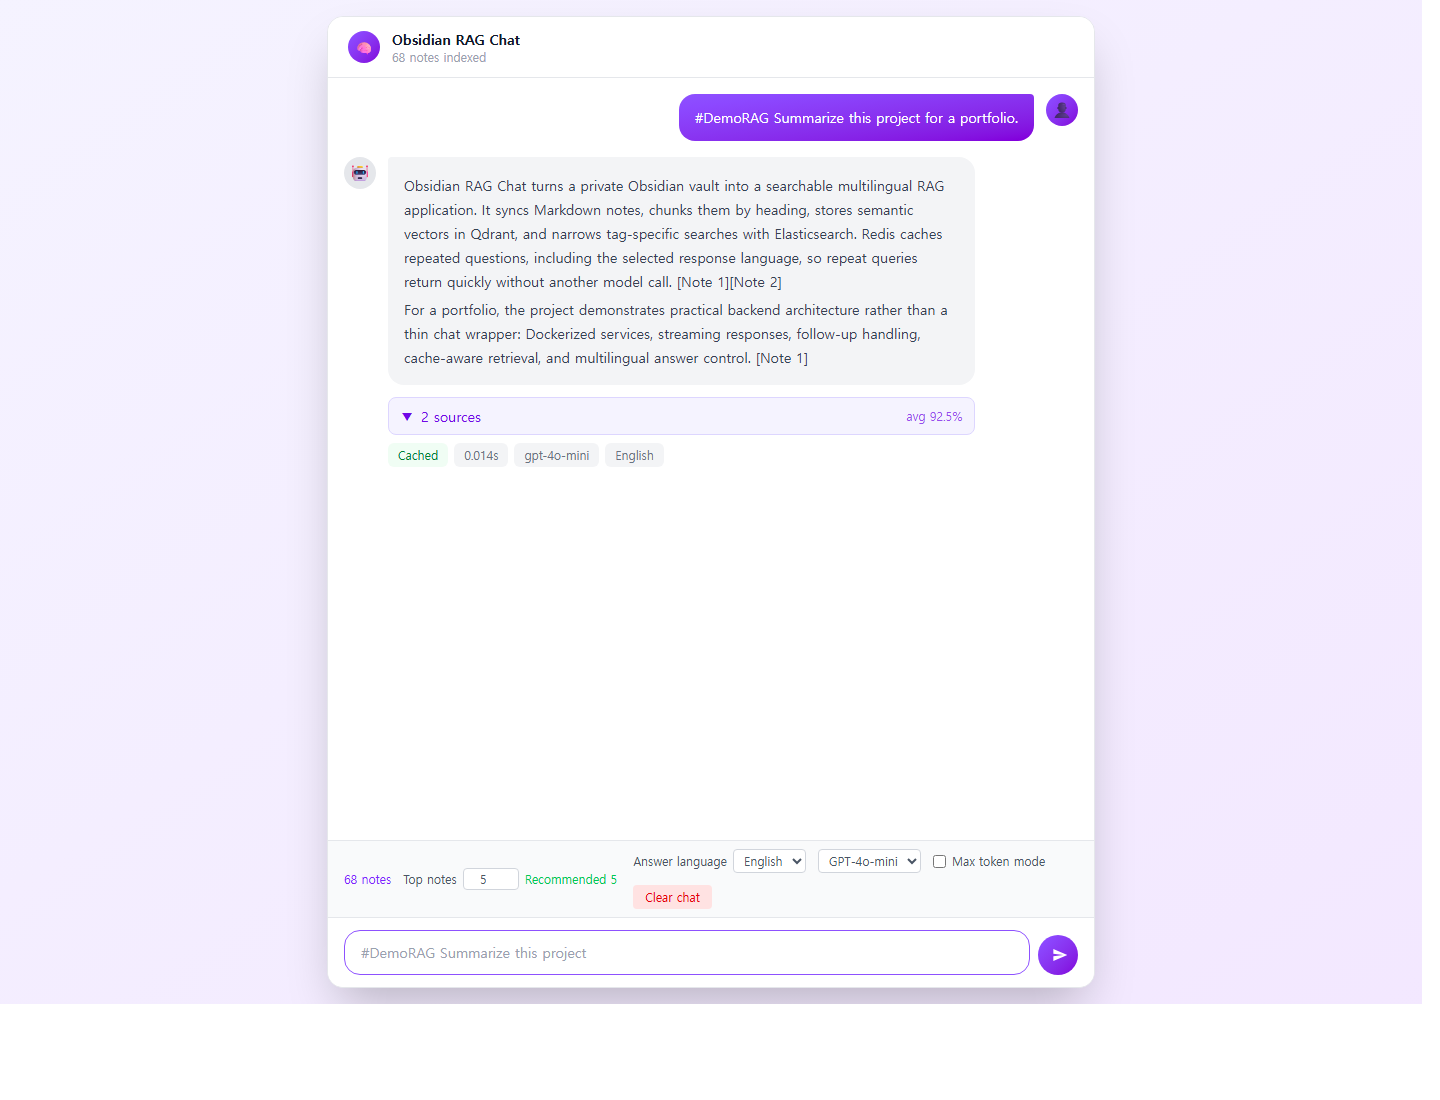 Obsidian RAG Chat
68 notes indexed
#DemoRAG Summarize this project for a portfolio.
Obsidian RAG Chat turns a private Obsidian vault into a searchable multilingual RAG
application. It syncs Markdown notes, chunks them by heading, stores semantic
vectors in Qdrant, and narrows tag-specific searches with Elasticsearch. Redis caches
repeated questions, including the selected response language, so repeat queries
return quickly without another model call. [Note 1][Note 2]
For a portfolio, the project demonstrates practical backend architecture rather than a
thin chat wrapper: Dockerized services, streaming responses, follow-up handling,
cache-aware retrieval, and multilingual answer control. [Note 1]
▼ 2 sources avg 92.5%
Cached 0.014s gpt-4o-mini English
68 notes Top notes 5 Recommended 5
Answer language English GPT-4o-mini Max token mode
Clear chat
#DemoRAG Summarize this project